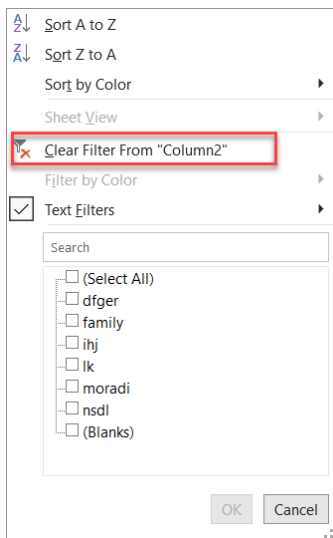 Sort A to Z
Sort Z to A
Sort by Color
Sheet View
Clear Filter From "Column2"
Filter by Color
Text Filters
Search
(Select All)
dfger
family
ihj
lk
moradi
nsdl
(Blanks)
OK Cancel